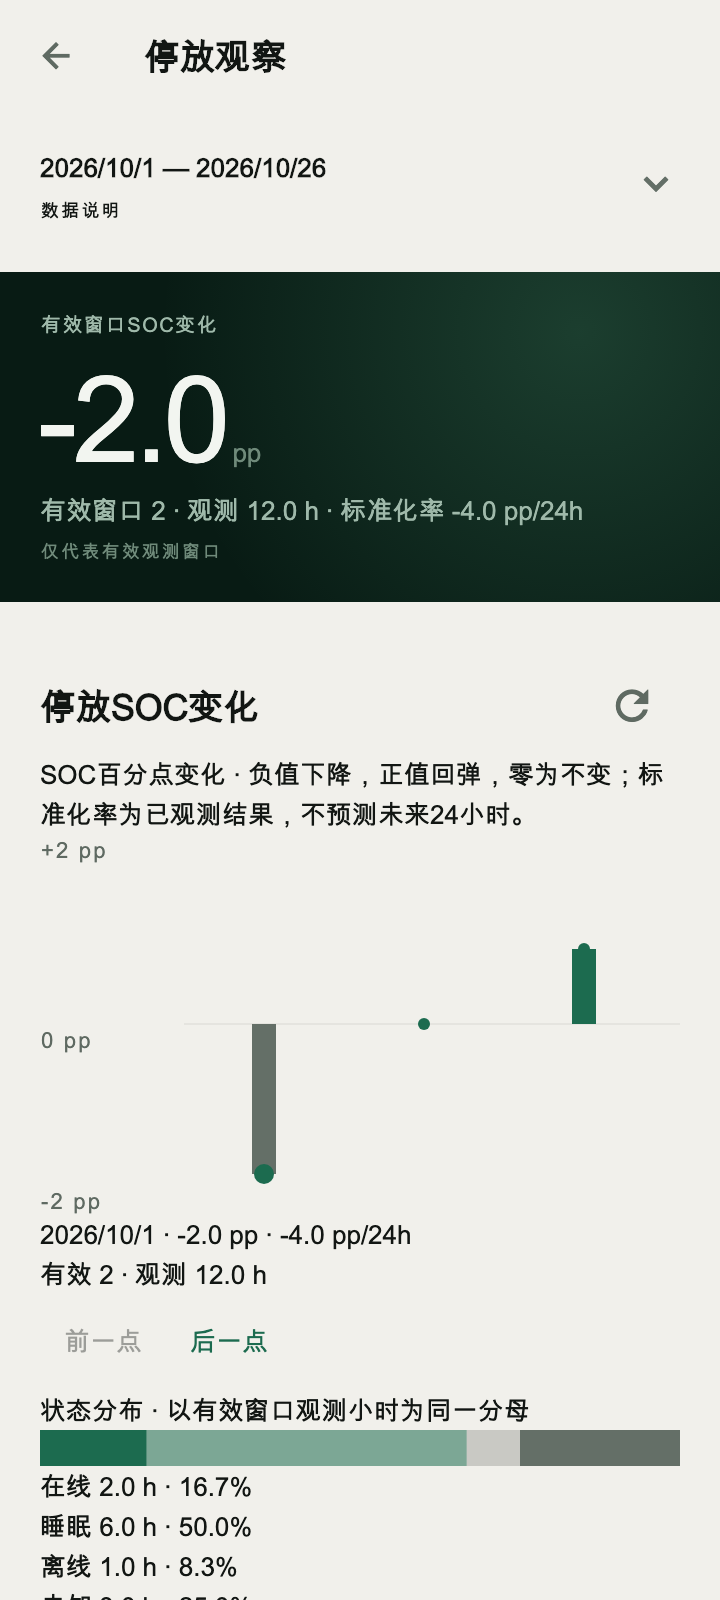 停放观察
2026/10/1 — 2026/10/26
数据说明
有效窗口SOC变化
-2.0 pp
有效窗口 2 · 观测 12.0 h · 标准化率 -4.0 pp/24h
仅代表有效观测窗口
停放SOC变化
SOC百分点变化 · 负值下降，正值回弹，零为不变；标
准化率为已观测结果，不预测未来24小时。
+2 pp
0 pp
-2 pp
2026/10/1 · -2.0 pp · -4.0 pp/24h
有效 2 · 观测 12.0 h
前一点 后一点
状态分布 · 以有效窗口观测小时为同一分母
在线 2.0 h · 16.7%
睡眠 6.0 h · 50.0%
离线 1.0 h · 8.3%